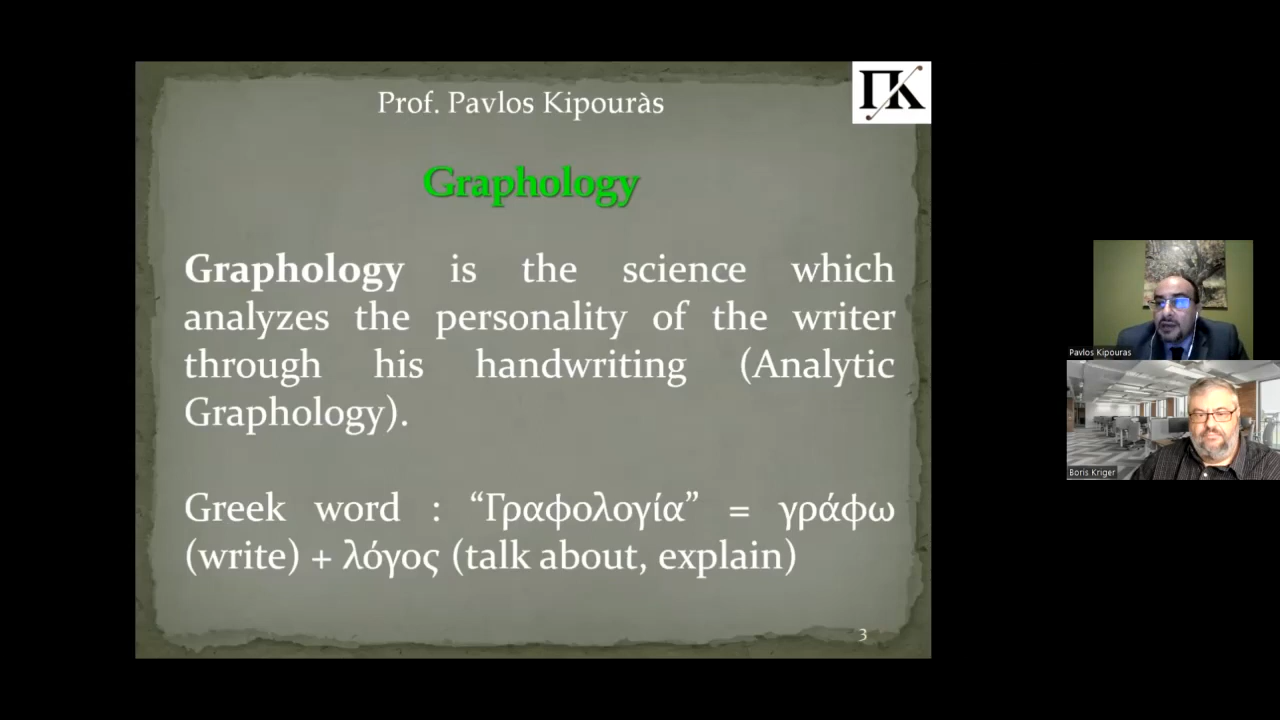 Prof. Pavlos Kipouràs
ΠΚ
Graphology
Graphology is the science which
analyzes the personality of the writer
through his handwriting (Analytic
Graphology).
Greek word : “Γραφολογία” = γράφω
(write) + λόγος (talk about, explain)
3
Pavlos Kipouras
Boris Kriger